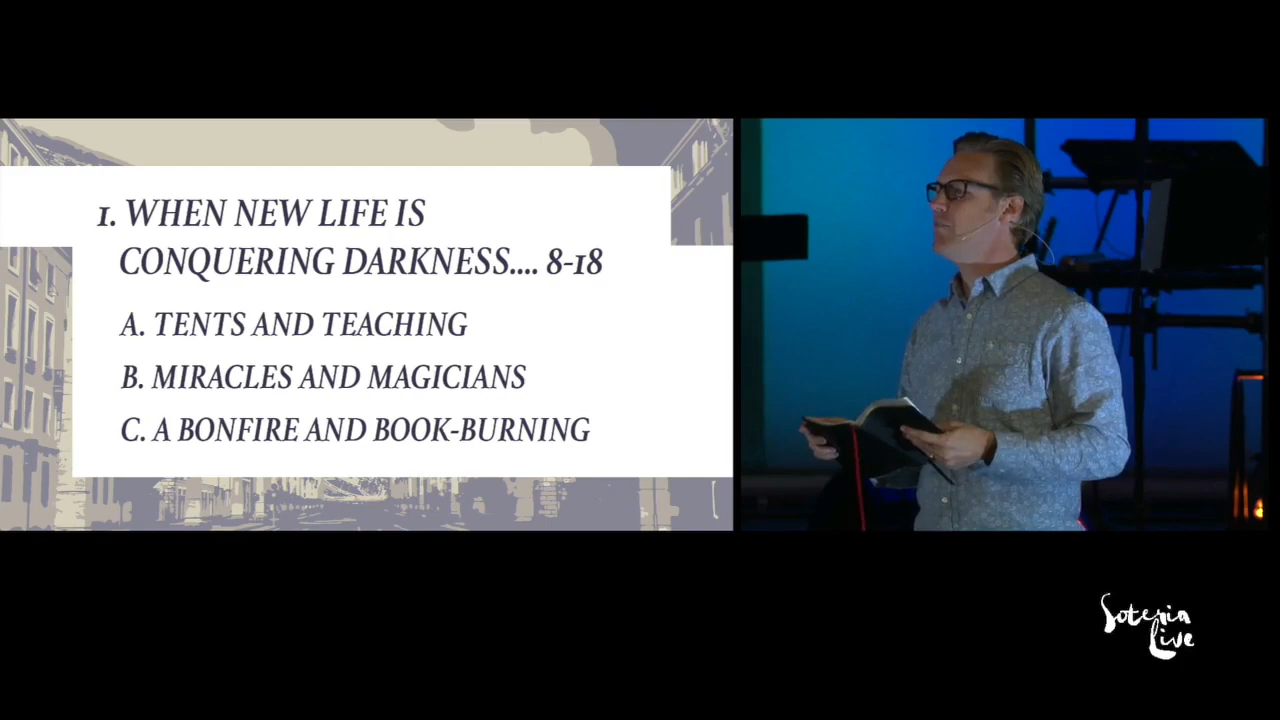 1. WHEN NEW LIFE IS
CONQUERING DARKNESS.... 8-18
A. TENTS AND TEACHING
B. MIRACLES AND MAGICIANS
C. A BONFIRE AND BOOK-BURNING
Soteria
Live